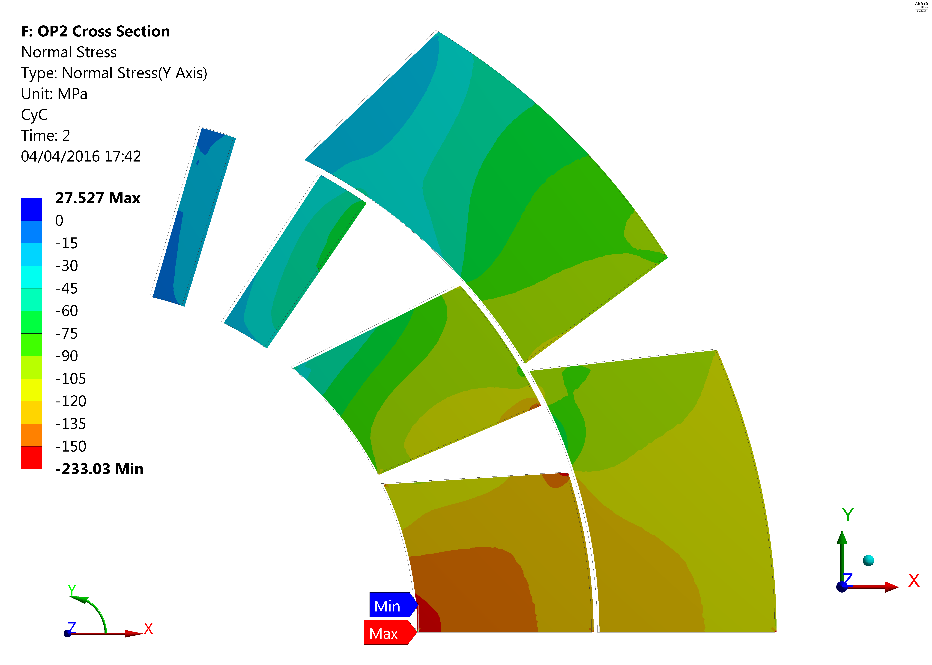 F: OP2 Cross Section
Normal Stress
Type: Normal Stress(Y Axis)
Unit: MPa
CyC
Time: 2
04/04/2016 17:42
27.527 Max
0
-15
-30
-45
-60
-75
-90
-105
-120
-135
-150
-233.03 Min
Min
Max
Y
Z
X
Y
Z
X